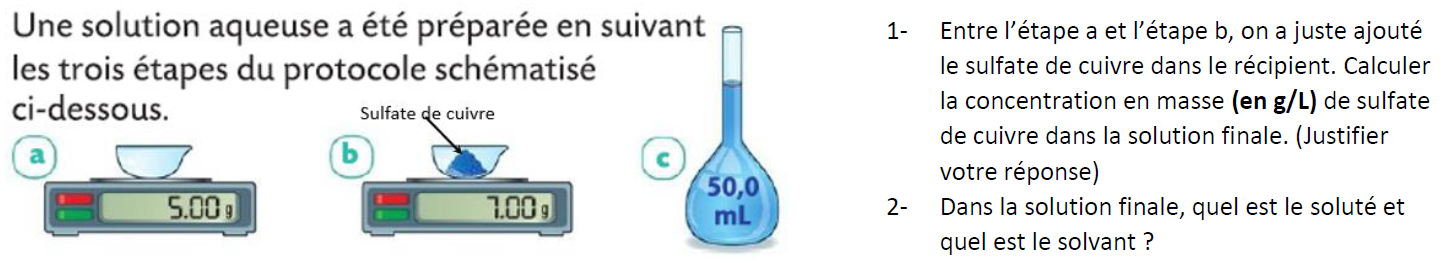 Une solution aqueuse a été préparée en suivant
les trois étapes du protocole schématisé
ci-dessous.
Sulfate de cuivre
a
5.00 g
b
7.00 g
c
50,0
mL
1- Entre l’étape a et l’étape b, on a juste ajouté
le sulfate de cuivre dans le récipient. Calculer
la concentration en masse (en g/L) de sulfate
de cuivre dans la solution finale. (Justifier
votre réponse)
2- Dans la solution finale, quel est le soluté et
quel est le solvant ?